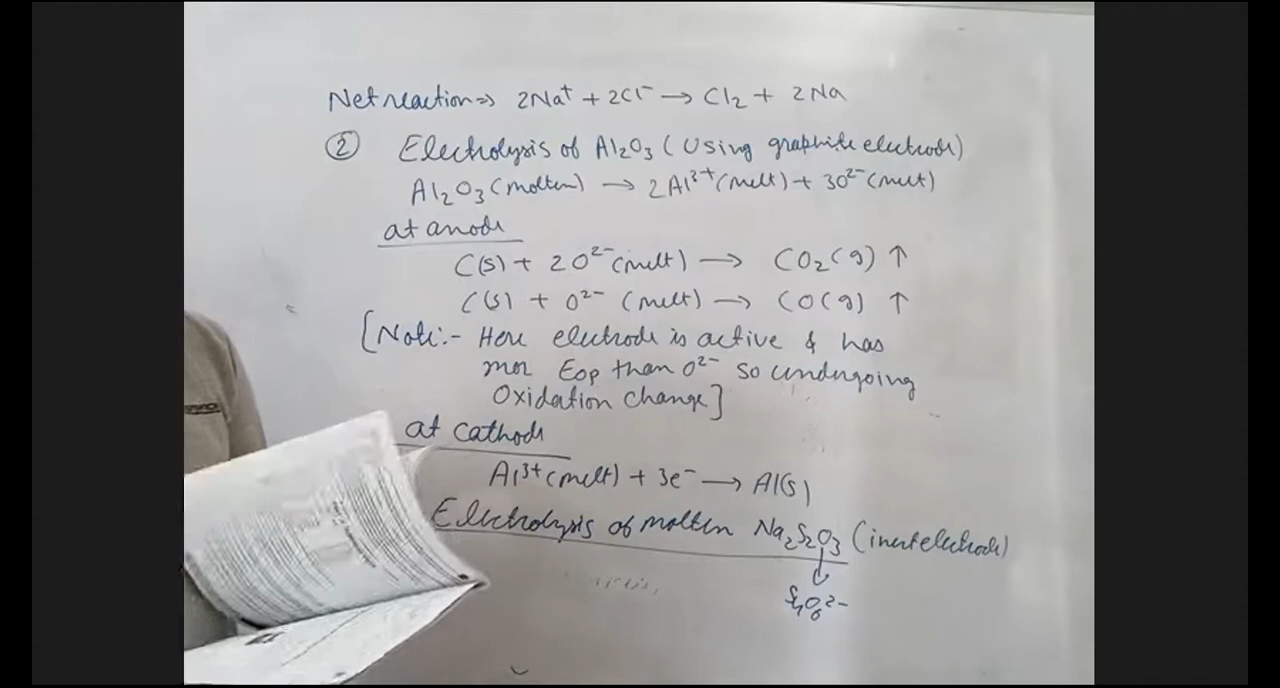 Net reaction => 2Na⁺ + 2Cl⁻ → Cl₂ + 2Na
② Electrolysis of Al₂O₃ (Using graphite electrode)
Al₂O₃(molten) → 2Al³⁺(melt) + 3O²⁻(melt)
at anode
C(s) + 2O²⁻(melt) → CO₂(g) ↑
C(s) + O²⁻ (melt) → CO(g) ↑
[Note:- Here electrode is active & has
more Eop than O²⁻ so undergoing
Oxidation change]
at Cathode
Al³⁺(melt) + 3e⁻ → Al(s)
Electrolysis of molten Na₂S₂O₃ (inert electrode)
↓
S₄O₆²⁻